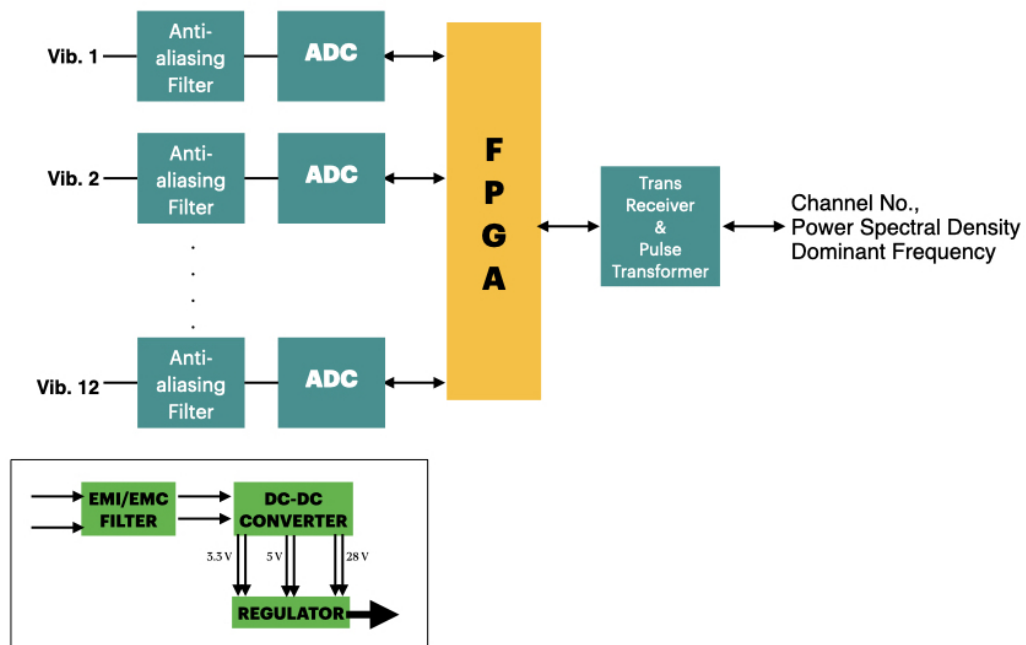 Vib. 1
Anti-
aliasing
Filter
ADC
Vib. 2
Anti-
aliasing
Filter
ADC
Vib. 12
Anti-
aliasing
Filter
ADC
F
P
G
A
Trans
Receiver
&
Pulse
Transformer
Channel No.,
Power Spectral Density
Dominant Frequency
EMI/EMC
FILTER
DC-DC
CONVERTER
3.3 V
5 V
28 V
REGULATOR